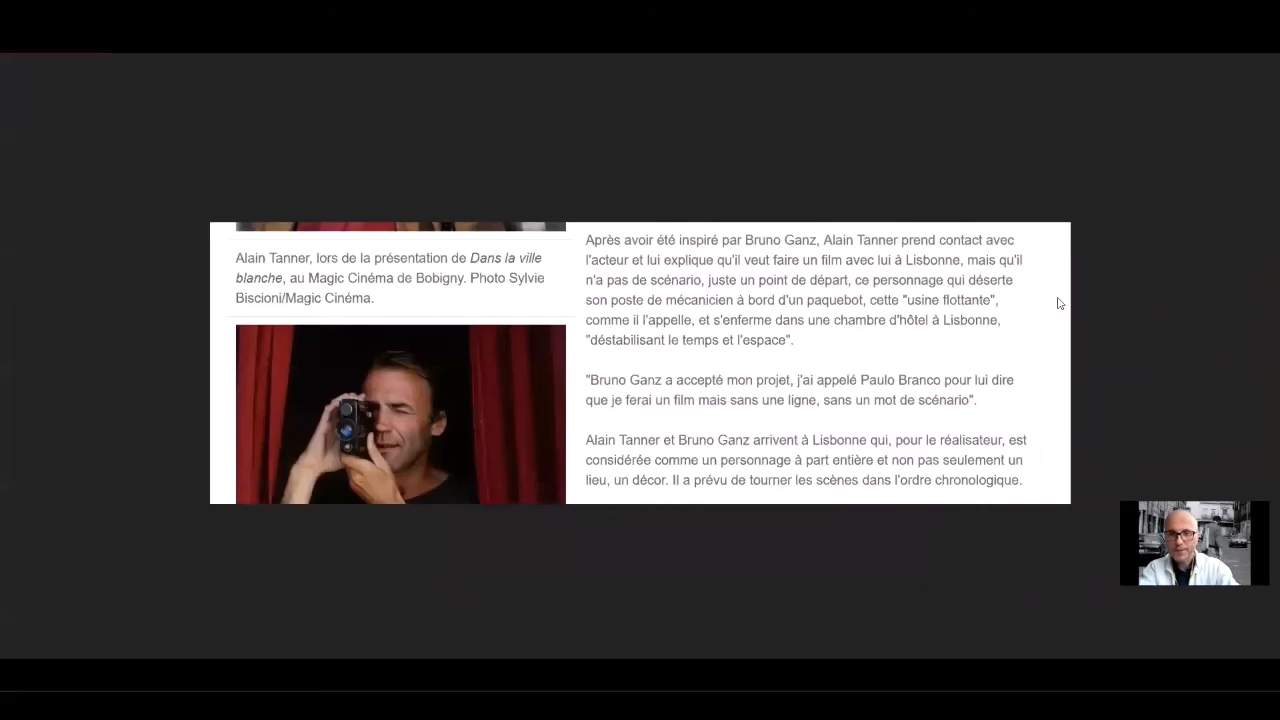 Alain Tanner, lors de la présentation de Dans la ville
blanche, au Magic Cinéma de Bobigny. Photo Sylvie
Biscioni/Magic Cinéma.
Après avoir été inspiré par Bruno Ganz, Alain Tanner prend contact avec
l'acteur et lui explique qu'il veut faire un film avec lui à Lisbonne, mais qu'il
n'a pas de scénario, juste un point de départ, ce personnage qui déserte
son poste de mécanicien à bord d'un paquebot, cette "usine flottante",
comme il l'appelle, et s'enferme dans une chambre d'hôtel à Lisbonne,
"déstabilisant le temps et l'espace".
"Bruno Ganz a accepté mon projet, j'ai appelé Paulo Branco pour lui dire
que je ferai un film mais sans une ligne, sans un mot de scénario".
Alain Tanner et Bruno Ganz arrivent à Lisbonne qui, pour le réalisateur, est
considérée comme un personnage à part entière et non pas seulement un
lieu, un décor. Il a prévu de tourner les scènes dans l'ordre chronologique.